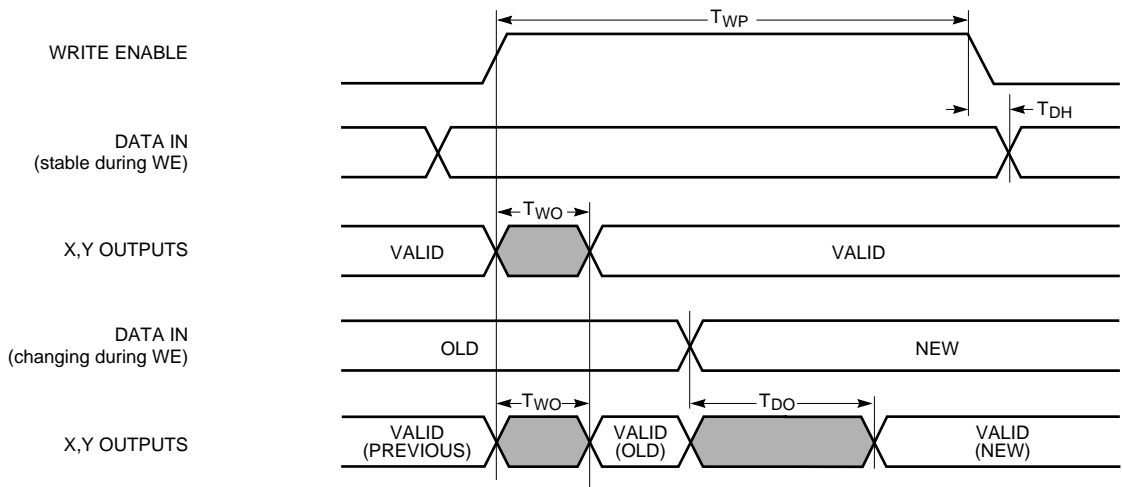 T_WP
WRITE ENABLE
T_DH
DATA IN
(stable during WE)
T_WO
X,Y OUTPUTS
VALID
VALID
DATA IN
(changing during WE)
OLD
NEW
T_WO
T_DO
X,Y OUTPUTS
VALID
(PREVIOUS)
VALID
(OLD)
VALID
(NEW)